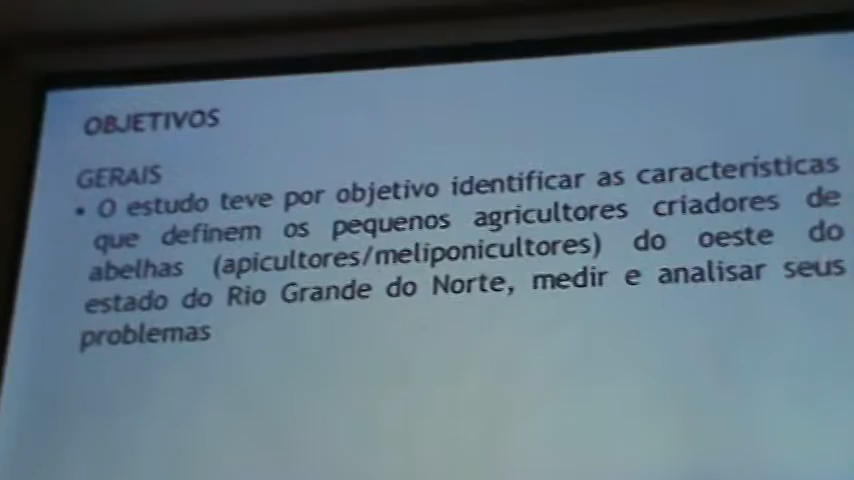 OBJETIVOS
GERAIS
• O estudo teve por objetivo identificar as características
que definem os pequenos agricultores criadores de
abelhas (apicultores/meliponicultores) do oeste do
estado do Rio Grande do Norte, medir e analisar seus
problemas